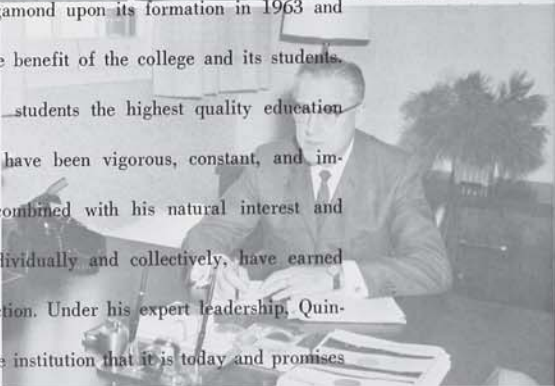 gamond upon its formation in 1963 and
e benefit of the college and its students.
students the highest quality education
have been vigorous, constant, and im-
combined with his natural interest and
dividually and collectively, have earned
tion. Under his expert leadership, Quin-
e institution that it is today and promises